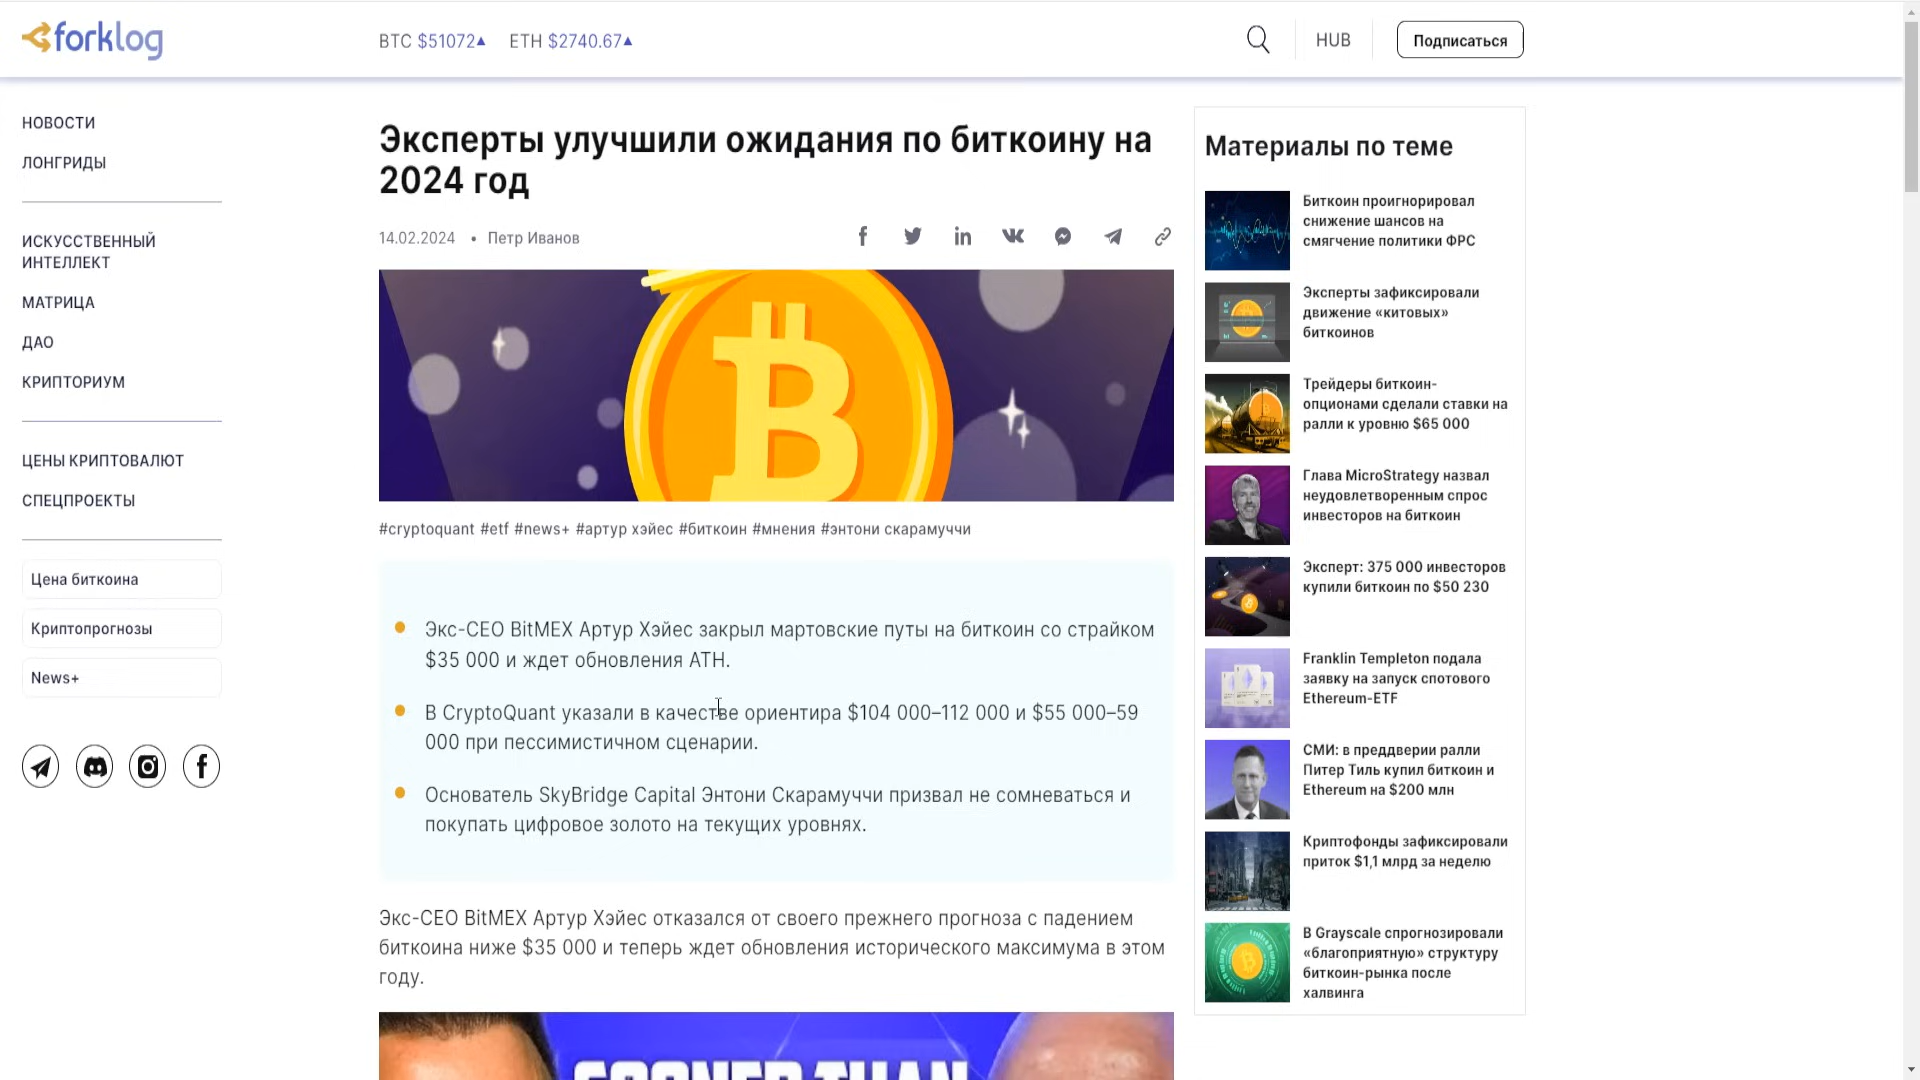 forklog
BTC $51072▲ ETH $2740.67▲
HUB
Подписаться
НОВОСТИ
ЛОНГРИДЫ
ИСКУССТВЕННЫЙ
ИНТЕЛЛЕКТ
МАТРИЦА
ДАО
КРИПТОРИУМ
ЦЕНЫ КРИПТОВАЛЮТ
СПЕЦПРОЕКТЫ
Цена биткоина
Криптопрогнозы
News+
Эксперты улучшили ожидания по биткоину на
2024 год
14.02.2024 • Петр Иванов
#cryptoquant #etf #news+ #артур хэйес #биткоин #мнения #энтони скарамуччи
Экс-CEO BitMEX Артур Хэйес закрыл мартовские путы на биткоин со страйком
$35 000 и ждет обновления ATH.
В CryptoQuant указали в качестве ориентира $104 000–112 000 и $55 000–59
000 при пессимистичном сценарии.
Основатель SkyBridge Capital Энтони Скарамуччи призвал не сомневаться и
покупать цифровое золото на текущих уровнях.
Экс-CEO BitMEX Артур Хэйес отказался от своего прежнего прогноза с падением
биткоина ниже $35 000 и теперь ждет обновления исторического максимума в этом
году.
SOONER THAN
Материалы по теме
Биткоин проигнорировал
снижение шансов на
смягчение политики ФРС
Эксперты зафиксировали
движение «китовых»
биткоинов
Трейдеры биткоин-
опционами сделали ставки на
ралли к уровню $65 000
Глава MicroStrategy назвал
неудовлетворенным спрос
инвесторов на биткоин
Эксперт: 375 000 инвесторов
купили биткоин по $50 230
Franklin Templeton подала
заявку на запуск спотового
Ethereum-ETF
СМИ: в преддверии ралли
Питер Тиль купил биткоин и
Ethereum на $200 млн
Криптофонды зафиксировали
приток $1,1 млрд за неделю
В Grayscale спрогнозировали
«благоприятную» структуру
биткоин-рынка после
халвинга